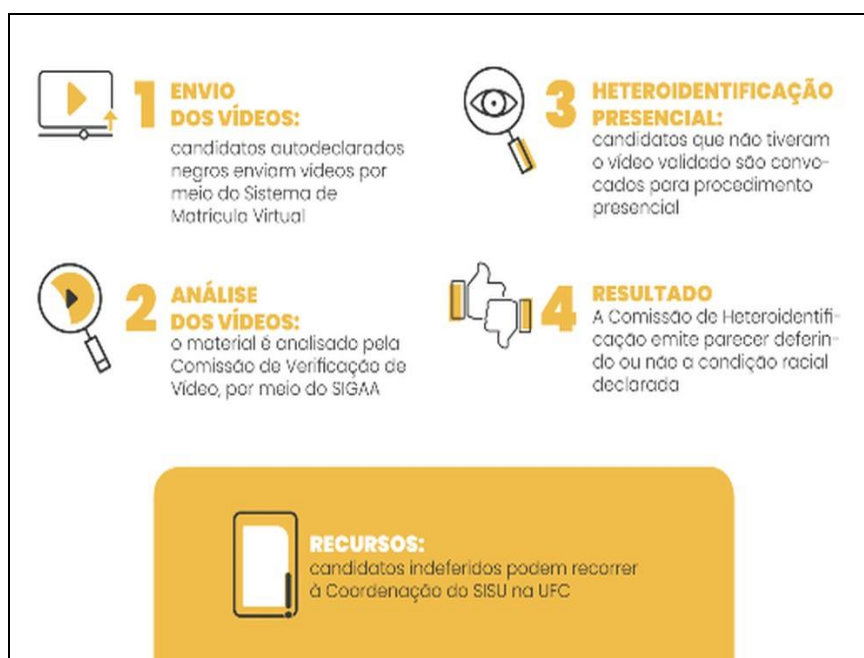 1 ENVIO
DOS VÍDEOS:
candidatos autodeclarados
negros enviam vídeos por
meio do Sistema de
Matrícula Virtual
2 ANÁLISE
DOS VÍDEOS:
o material é analisado pela
Comissão de Verificação de
Vídeo, por meio do SIGAA
3 HETEROIDENTIFICAÇÃO
PRESENCIAL:
candidatos que não tiveram
o vídeo validado são convo-
cados para procedimento
presencial
4 RESULTADO
A Comissão de Heteroidentifi-
cação emite parecer deferin-
do ou não a condição racial
declarada
RECURSOS:
candidatos indeferidos podem recorrer
à Coordenação do SISU na UFC